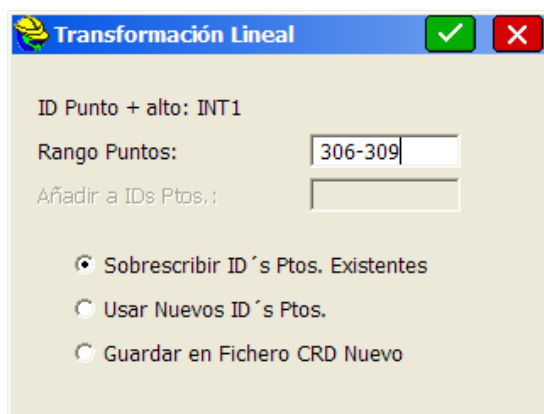 Transformación Lineal
ID Punto + alto: INT1
Rango Puntos: 306-309
Añadir a IDs Ptos.:
Sobrescribir ID´s Ptos. Existentes
Usar Nuevos ID´s Ptos.
Guardar en Fichero CRD Nuevo